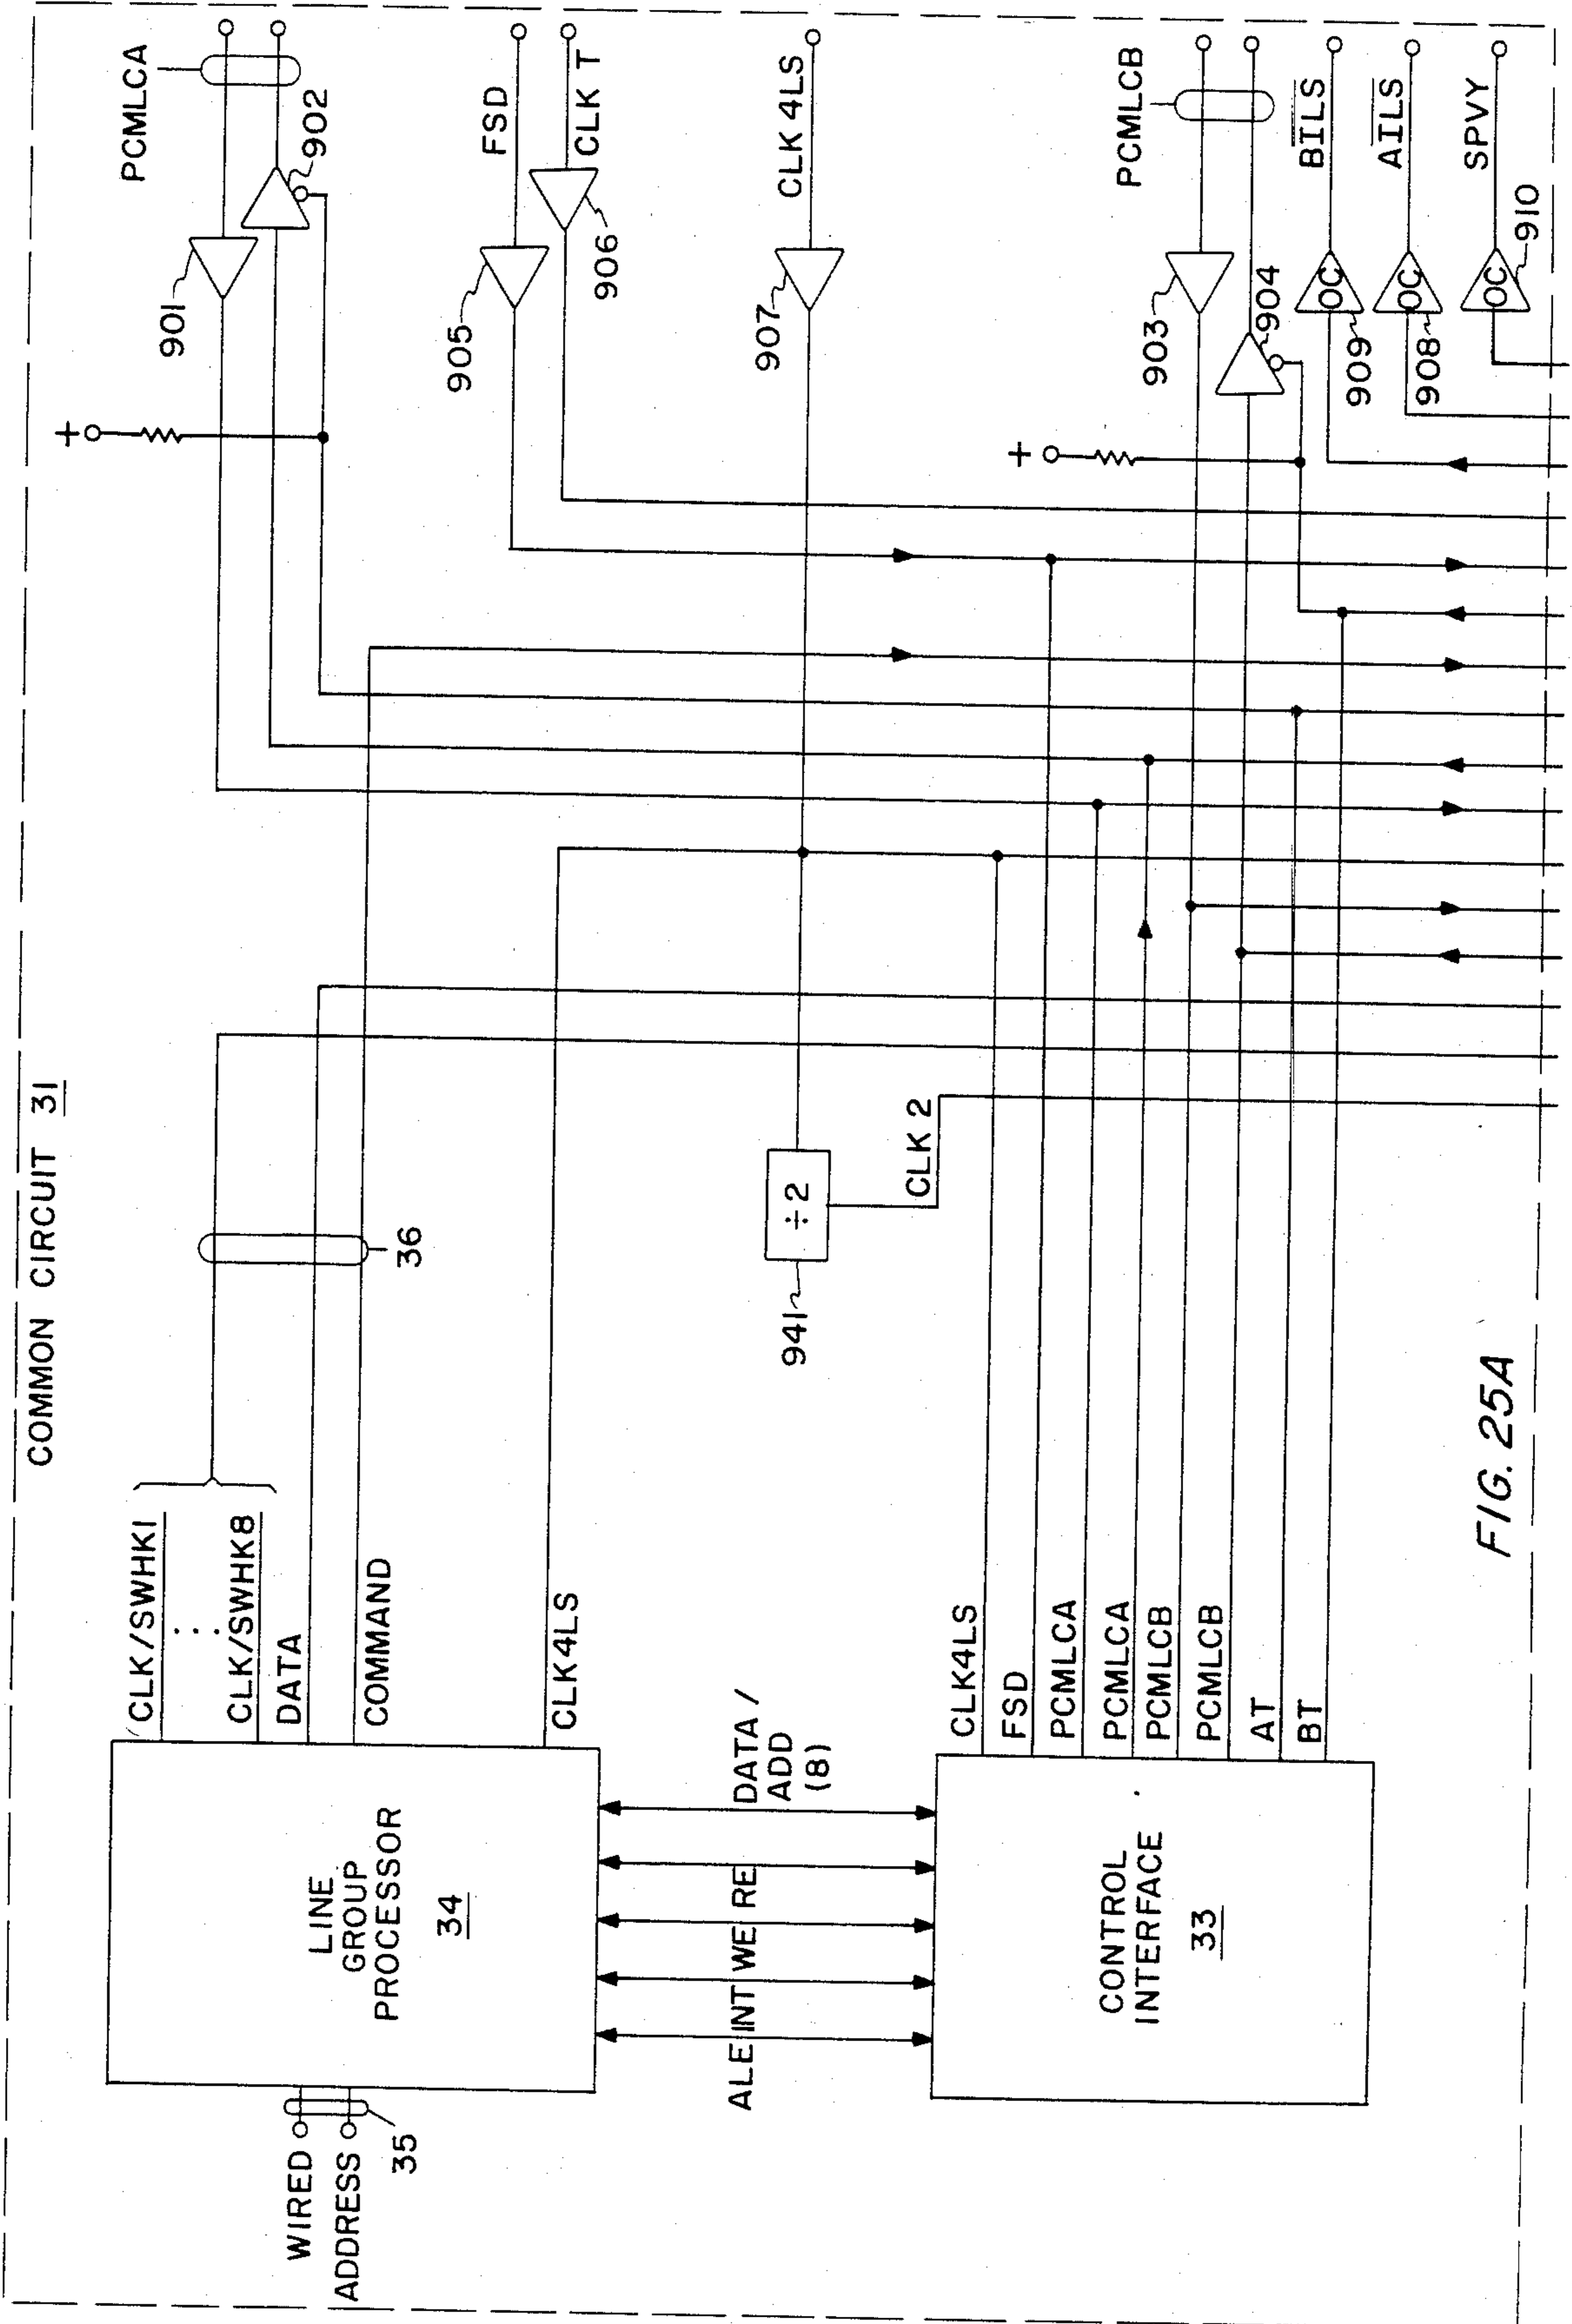 COMMON CIRCUIT 31
WIRED
ADDRESS
35
LINE
GROUP
PROCESSOR
34
CLK/SWHK1
...
CLK/SWHK8
DATA
COMMAND
CLK4LS
36
+
901
PCMLCA
902
905
FSD
906
CLK T
ALE
INT
WE
RE
DATA/
ADD
(8)
941
÷2
CLK 2
907
CLK 4LS
CONTROL
INTERFACE
33
CLK4LS
FSD
PCMLCA
PCMLCA
PCMLCB
PCMLCB
AT
BT
+
903
PCMLCB
904
909
OC
BILS
908
OC
AILS
OC
910
SPVY
FIG. 25A